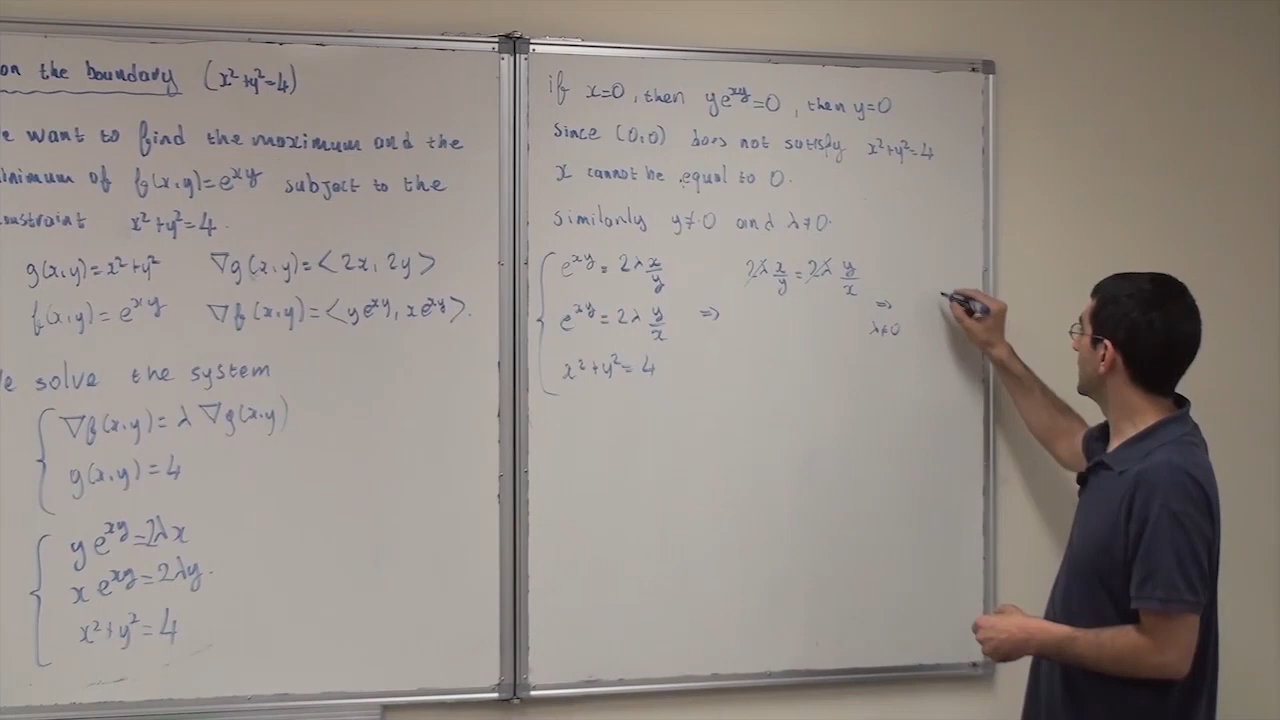 on the boundary (x²+y²=4)
want to find the maximum and the
of f(x,y)=e^xy subject to the
x²+y²=4.
g(x,y)=x²+y² ∇g(x,y)=<2x, 2y>
f(x,y)=e^xy ∇f(x,y)=<ye^xy, xe^xy>.
solve the system
∇f(x,y)=λ∇g(x,y)
g(x,y)=4
ye^xy=2λx
xe^xy=2λy.
x²+y²=4
if x=0, then ye^xy=0, then y=0
since (0,0) does not satisfy x²+y²=4
x cannot be equal to 0.
similarly y≠0 and λ≠0.
e^xy=2λ x/y 2λ x/y = 2λ y/x
e^xy=2λ y/x ⇒ ⇒
λ≠0
x²+y²=4